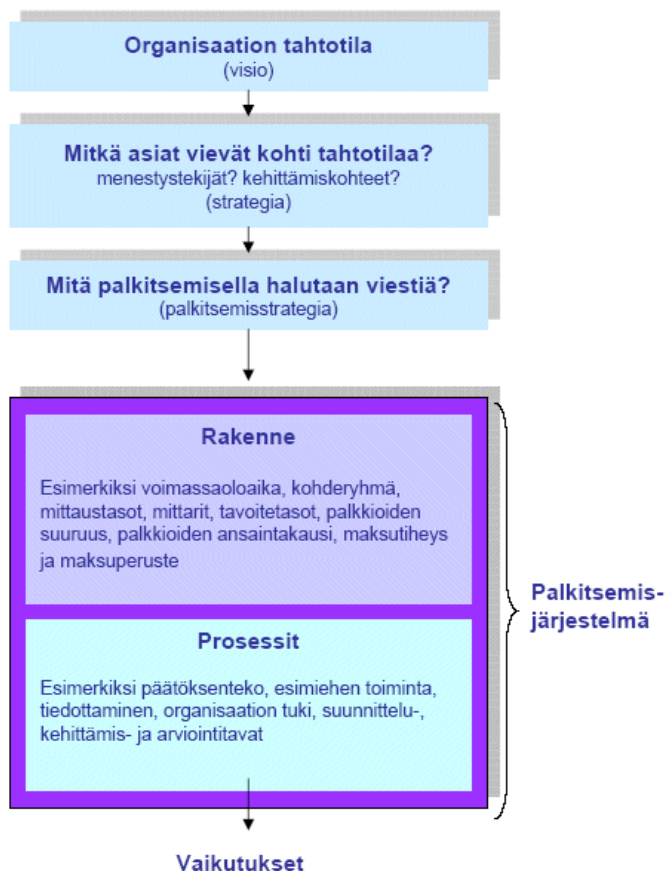 Organisaation tahtotila
(visio)
Mitkä asiat vievät kohti tahtotilaa?
menestystekijät? kehittämiskohteet?
(strategia)
Mitä palkitsemisella halutaan viestiä?
(palkitsemisstrategia)
Rakenne
Esimerkiksi voimassaoloaika, kohderyhmä,
mittaustasot, mittarit, tavoitetasot, palkkioiden
suuruus, palkkioiden ansaintakausi, maksutiheys
ja maksuperuste
Palkitsemis-
järjestelmä
Prosessit
Esimerkiksi päätöksenteko, esimiehen toiminta,
tiedottaminen, organisaation tuki, suunnittelu-,
kehittämis- ja arviointitavat
Vaikutukset